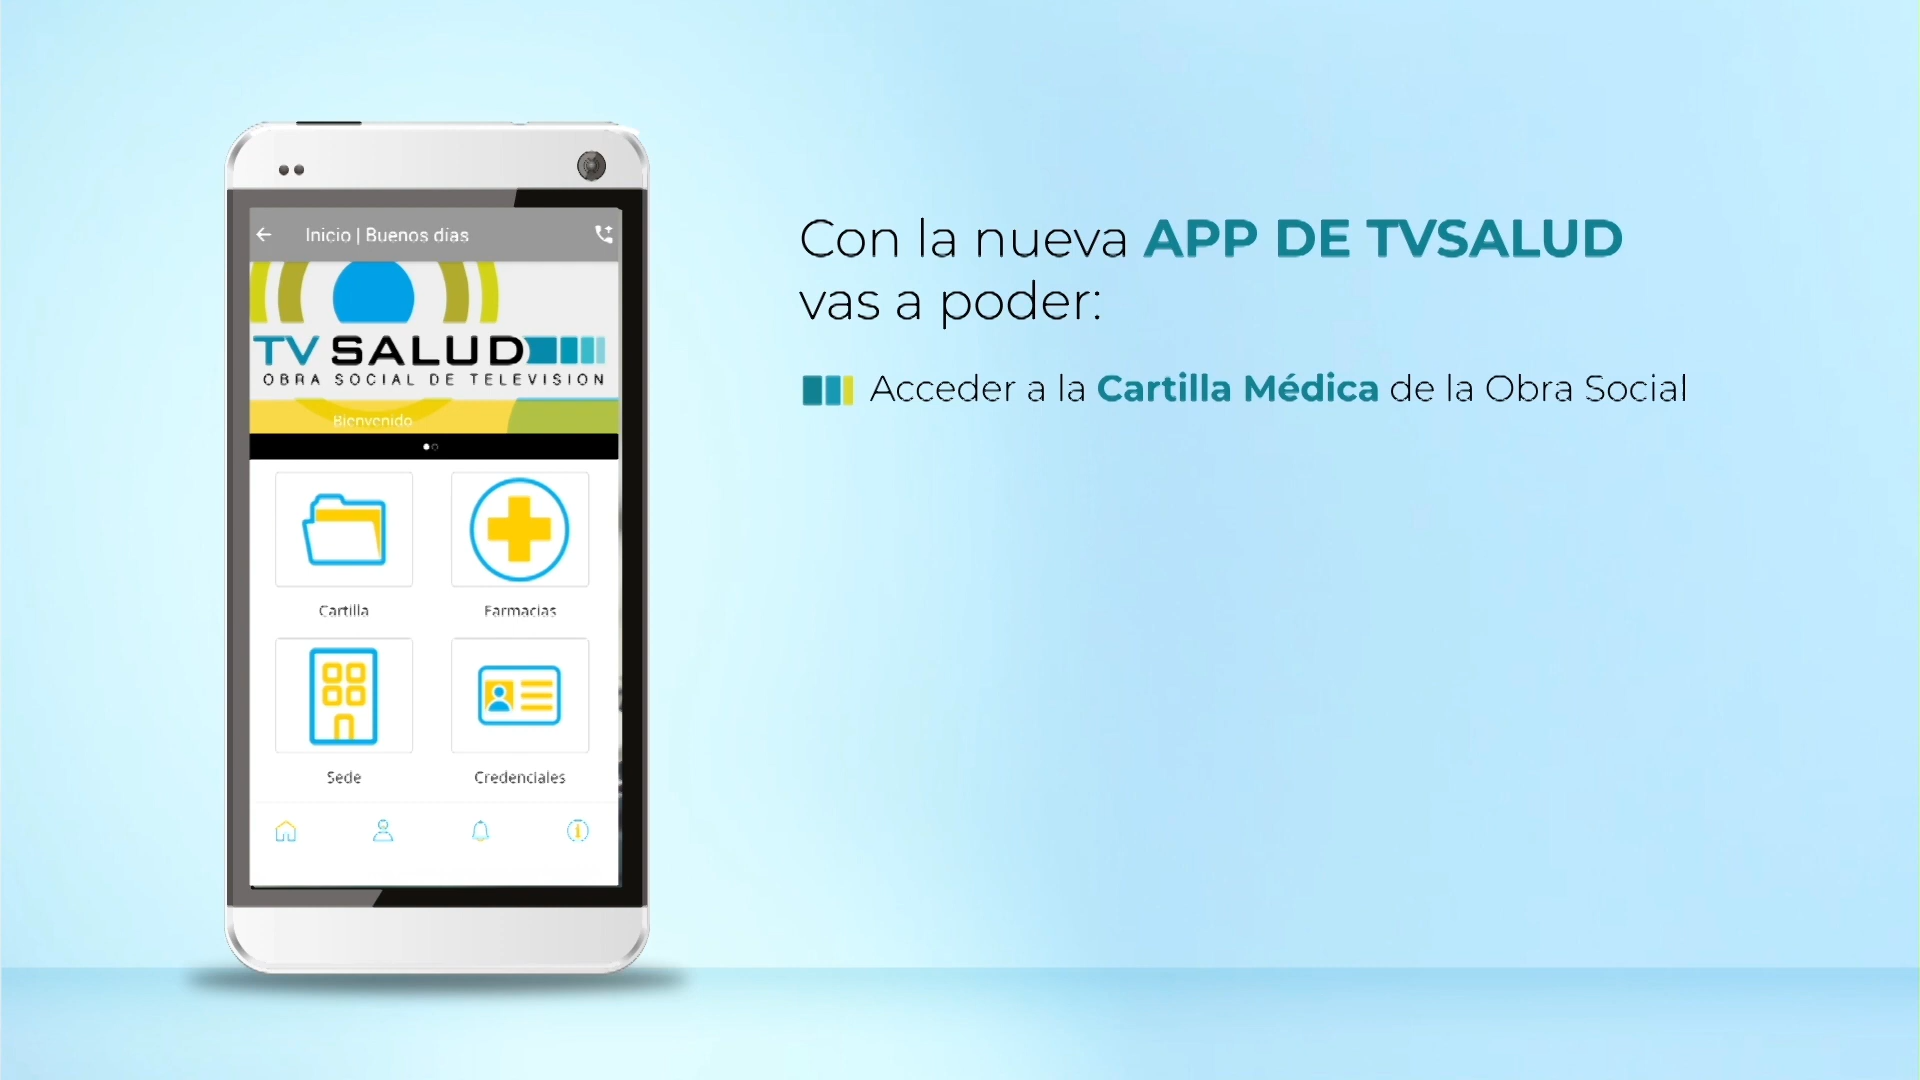 Inicio | Buenos días
TV SALUD
OBRA SOCIAL DE TELEVISION
Bienvenido
Cartilla
Farmacias
Sede
Credenciales
Con la nueva APP DE TVSALUD
vas a poder:
Acceder a la Cartilla Médica de la Obra Social